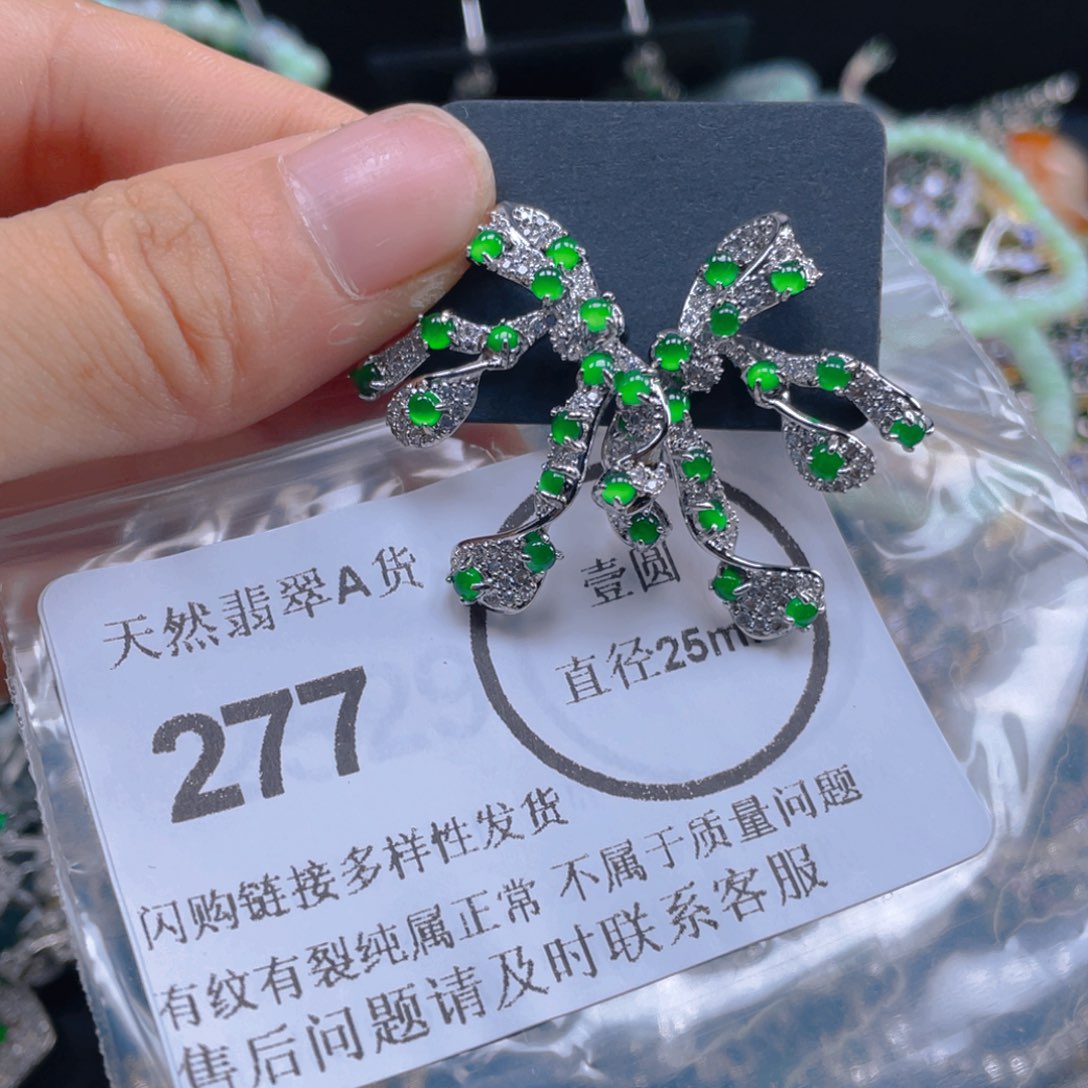 天然翡翠A货
277
壹圆
直径25m
闪购链接多样性发货
有纹有裂纯属正常 不属于质量问题
售后问题请及时联系客服